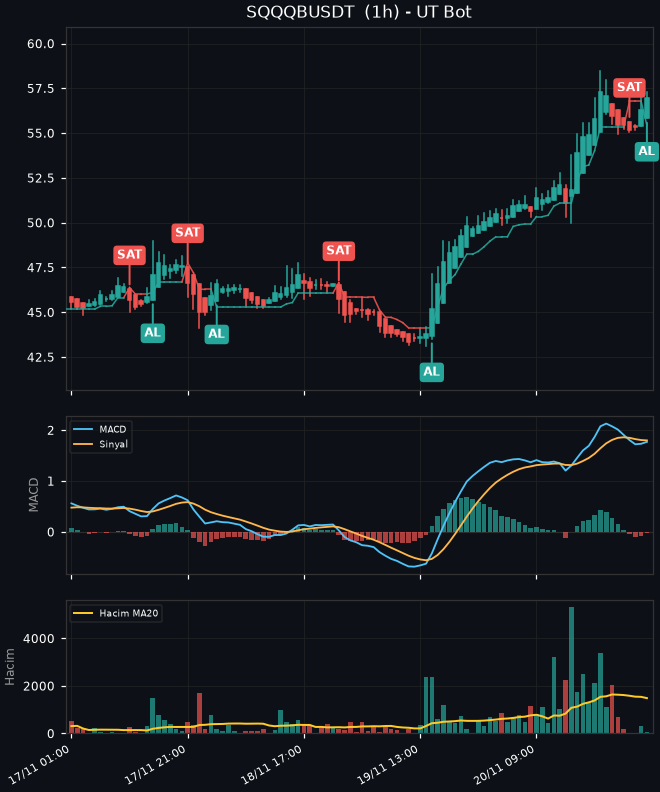 SQQQBUSDT (1h) - UT Bot
60.0
57.5
55.0
52.5
50.0
47.5
45.0
42.5
SAT
AL
SAT
AL
SAT
AL
SAT
AL
MACD
Sinyal
MACD
2
1
0
Hacim MA20
Hacim
4000
2000
0
17/11 01:00
17/11 21:00
18/11 17:00
19/11 13:00
20/11 09:00